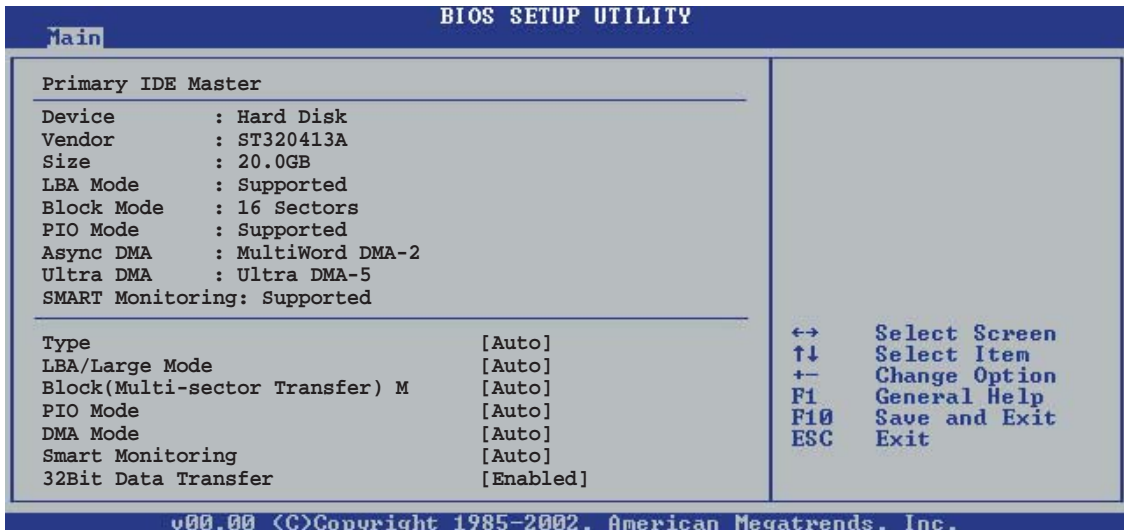 BIOS SETUP UTILITY
Main
Primary IDE Master
Device : Hard Disk
Vendor : ST320413A
Size : 20.0GB
LBA Mode : Supported
Block Mode : 16 Sectors
PIO Mode : Supported
Async DMA : MultiWord DMA-2
Ultra DMA : Ultra DMA-5
SMART Monitoring: Supported
Type [Auto]
LBA/Large Mode [Auto]
Block(Multi-sector Transfer) M [Auto]
PIO Mode [Auto]
DMA Mode [Auto]
Smart Monitoring [Auto]
32Bit Data Transfer [Enabled]
←→ Select Screen
↑↓ Select Item
+- Change Option
F1 General Help
F10 Save and Exit
ESC Exit
v00.00 (C)Copyright 1985-2002, American Megatrends, Inc.